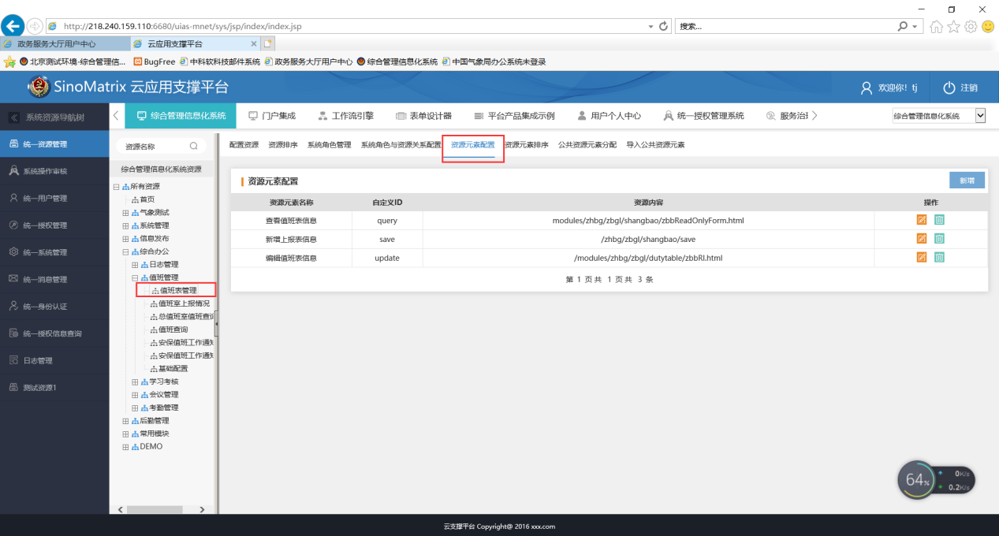 http://218.240.159.110:6680/uias-mnet/sys/jsp/index/index.jsp
搜索...
政务服务大厅用户中心
云应用支撑平台
北京测试环境-综合管理信... BugFree 中科软科技邮件系统 政务服务大厅用户中心 综合管理信息化系统 中国气象局办公系统未登录
SinoMatrix 云应用支撑平台
欢迎你！tj
注销
系统资源导航树
综合管理信息化系统 门户集成 工作流引擎 表单设计器 平台产品集成示例 用户个人中心 统一授权管理系统 服务治
综合管理信息化系统
统一资源管理
系统操作审核
统一用户管理
统一授权管理
统一系统管理
统一消息管理
统一身份认证
统一授权信息查询
日志管理
测试资源1
资源名称
综合管理信息化系统资源
所有资源
首页
气象测试
系统管理
信息发布
综合办公
日志管理
值班管理
值班表管理
值班室上报情况
总值班室值班查询
值班查询
安保值班工作通知
安保值班工作通知
基础配置
学习考核
会议管理
考勤管理
后勤管理
常用模块
DEMO
配置资源 资源排序 系统角色管理 系统角色与资源关系配置 资源元素配置 资源元素排序 公共资源元素分配 导入公共资源元素
资源元素配置
新增
资源元素名称 自定义ID 资源内容 操作
查看值班表信息 query modules/zhbg/zbgl/shangbao/zbbReadOnlyForm.html
新增上报表信息 save /zhbg/zbgl/shangbao/save
编辑值班表信息 update /modules/zhbg/zbgl/dutytable/zbbRl.html
第 1 页共 1 页共 3 条
64%
0K/s
0.2K/s
云支撑平台 Copyright@ 2016 xxx.com